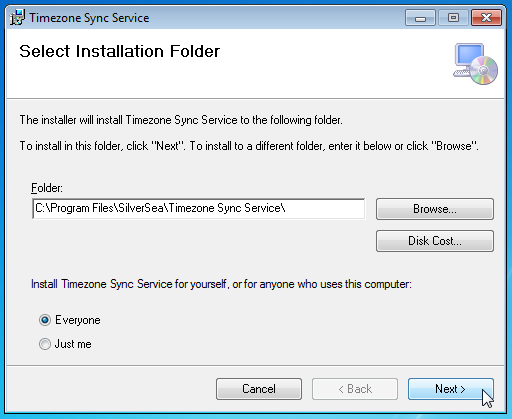 Timezone Sync Service
Select Installation Folder
The installer will install Timezone Sync Service to the following folder.
To install in this folder, click "Next". To install to a different folder, enter it below or click "Browse".
Folder:
C:\Program Files\SilverSea\Timezone Sync Service\
Browse...
Disk Cost...
Install Timezone Sync Service for yourself, or for anyone who uses this computer:
Everyone
Just me
Cancel
< Back
Next >